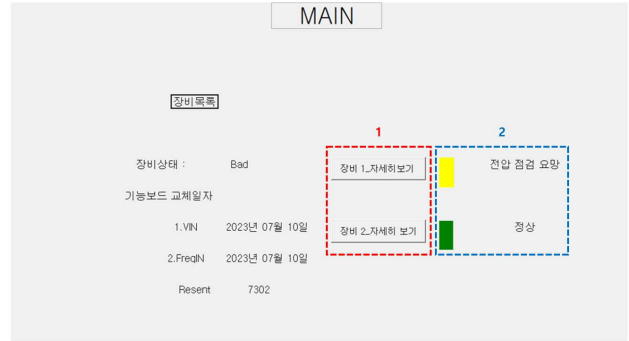 MAIN
장비목록
1 2
장비상태 : Bad 장비 1_자세히보기 전압 점검 요망
기능보드 교체일자
1.VIN 2023년 07월 10일 장비 2_자세히 보기 정상
2.FreqIN 2023년 07월 10일
Resent 7302